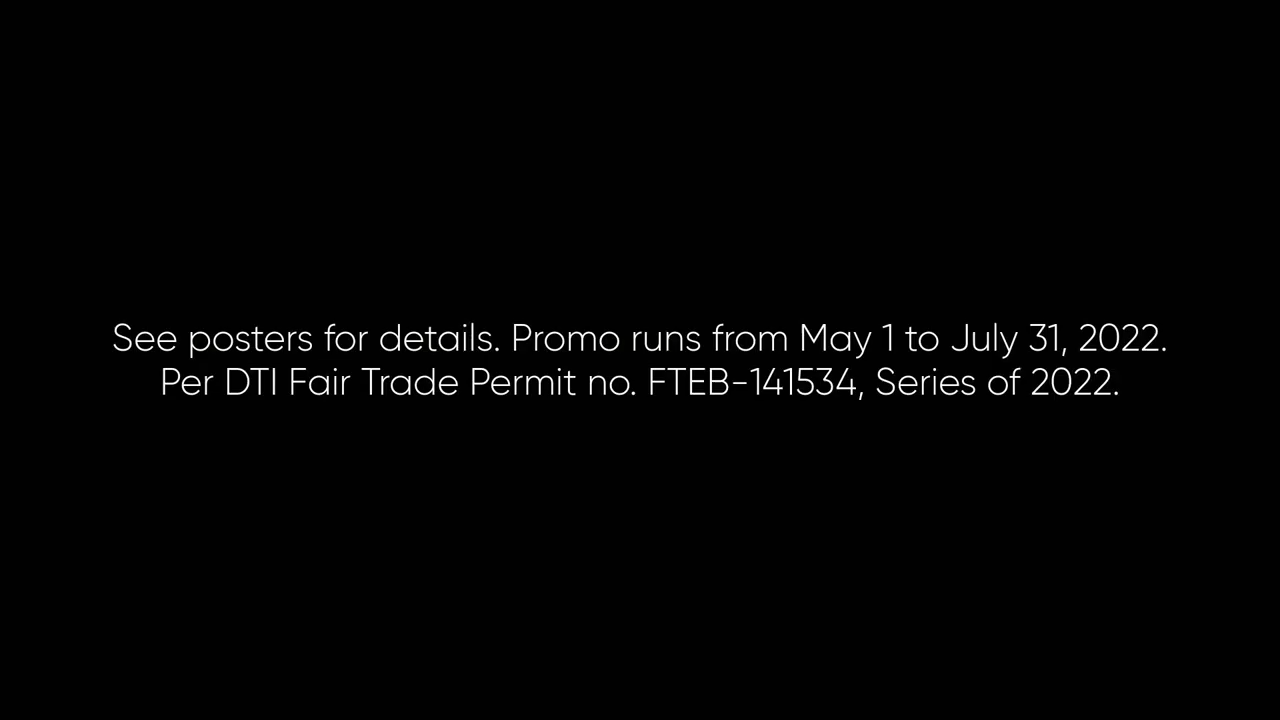 See posters for details. Promo runs from May 1 to July 31, 2022.
Per DTI Fair Trade Permit no. FTEB-141534, Series of 2022.